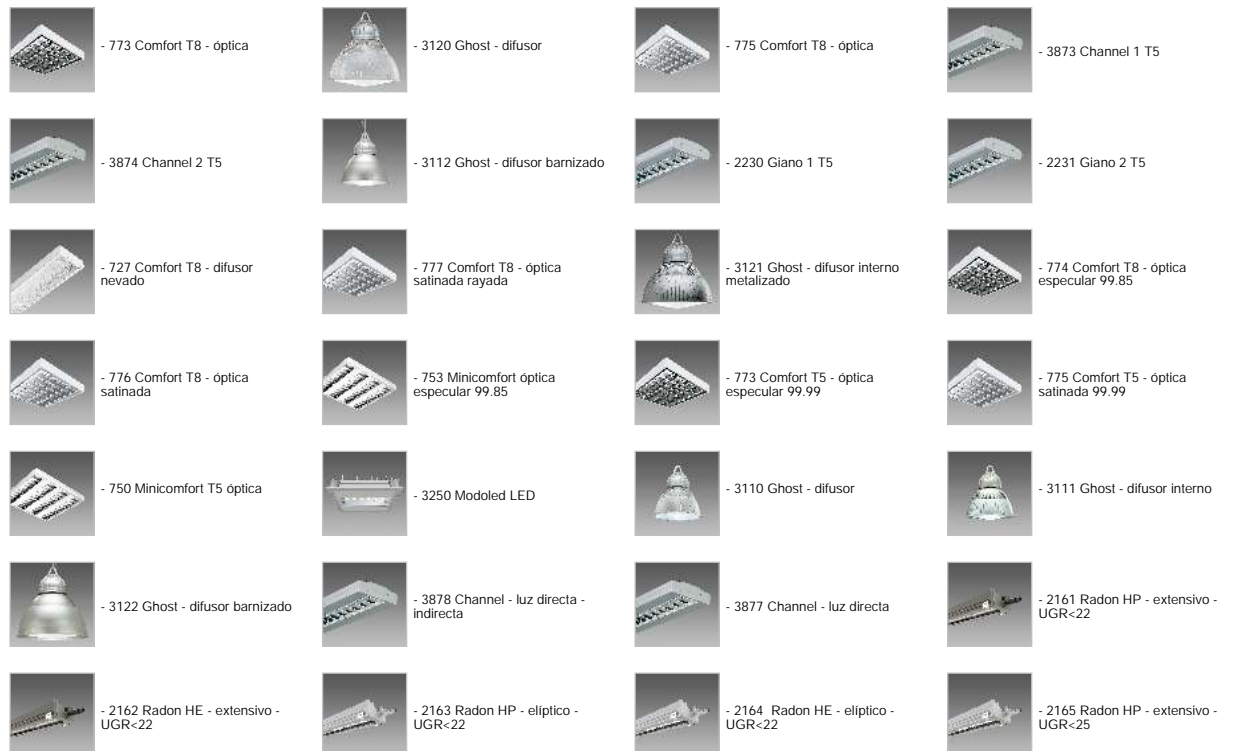 - 773 Comfort T8 - óptica
- 3120 Ghost - difusor
- 775 Comfort T8 - óptica
- 3873 Channel 1 T5
- 3874 Channel 2 T5
- 3112 Ghost - difusor barnizado
- 2230 Giano 1 T5
- 2231 Giano 2 T5
- 727 Comfort T8 - difusor
nevado
- 777 Comfort T8 - óptica
satinada rayada
- 3121 Ghost - difusor interno
metalizado
- 774 Comfort T8 - óptica
especular 99.85
- 776 Comfort T8 - óptica
satinada
- 753 Minicomfort óptica
especular 99.85
- 773 Comfort T5 - óptica
especular 99.99
- 775 Comfort T5 - óptica
satinada 99.99
- 750 Minicomfort T5 óptica
- 3250 Modoled LED
- 3110 Ghost - difusor
- 3111 Ghost - difusor interno
- 3122 Ghost - difusor barnizado
- 3878 Channel - luz directa -
indirecta
- 3877 Channel - luz directa
- 2161 Radon HP - extensivo -
UGR<22
- 2162 Radon HE - extensivo -
UGR<22
- 2163 Radon HP - elíptico -
UGR<22
- 2164 Radon HE - elíptico -
UGR<22
- 2165 Radon HP - extensivo -
UGR<25